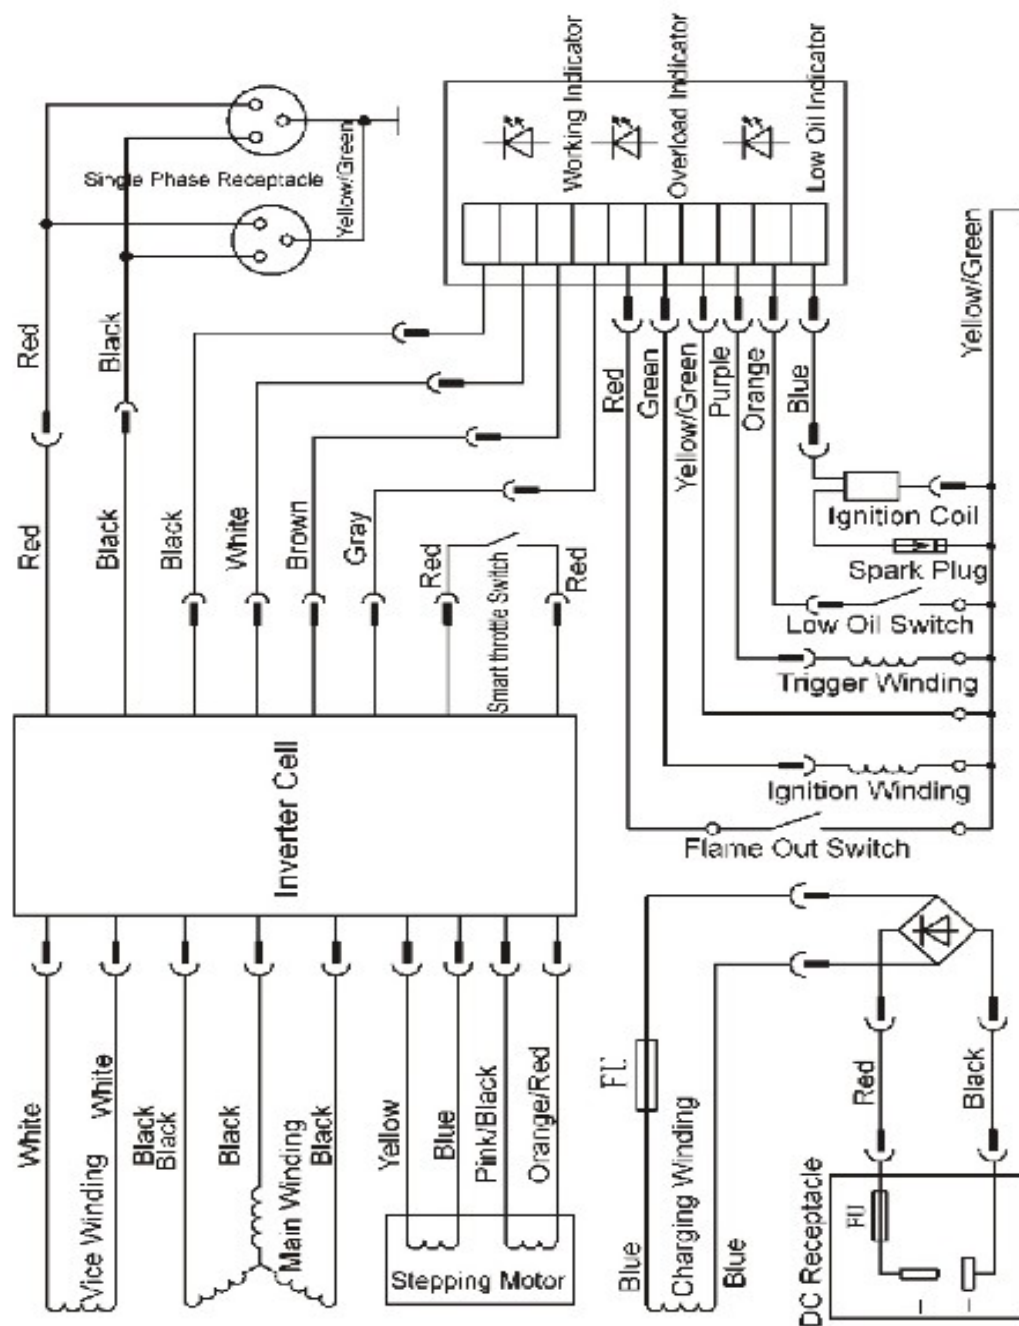 Single Phase Receptacle
Yellow/Green
Working Indicator
Overload Indicator
Low Oil Indicator
Yellow/Green
Red
Black
Red
Green
Yellow/Green
Purple
Orange
Blue
Red
Black
Black
White
Brown
Gray
Red
Smart throttle Switch
Red
Ignition Coil
Spark Plug
Low Oil Switch
Trigger Winding
Ignition Winding
Flame Out Switch
Inverter Cell
White
Vice Winding
White
Black
Black
Black
Main Winding
Black
Yellow
Blue
Pink/Black
Orange/Red
Stepping Motor
FU
Blue
Charging Winding
Blue
Red
Black
DC Receptacle
FU